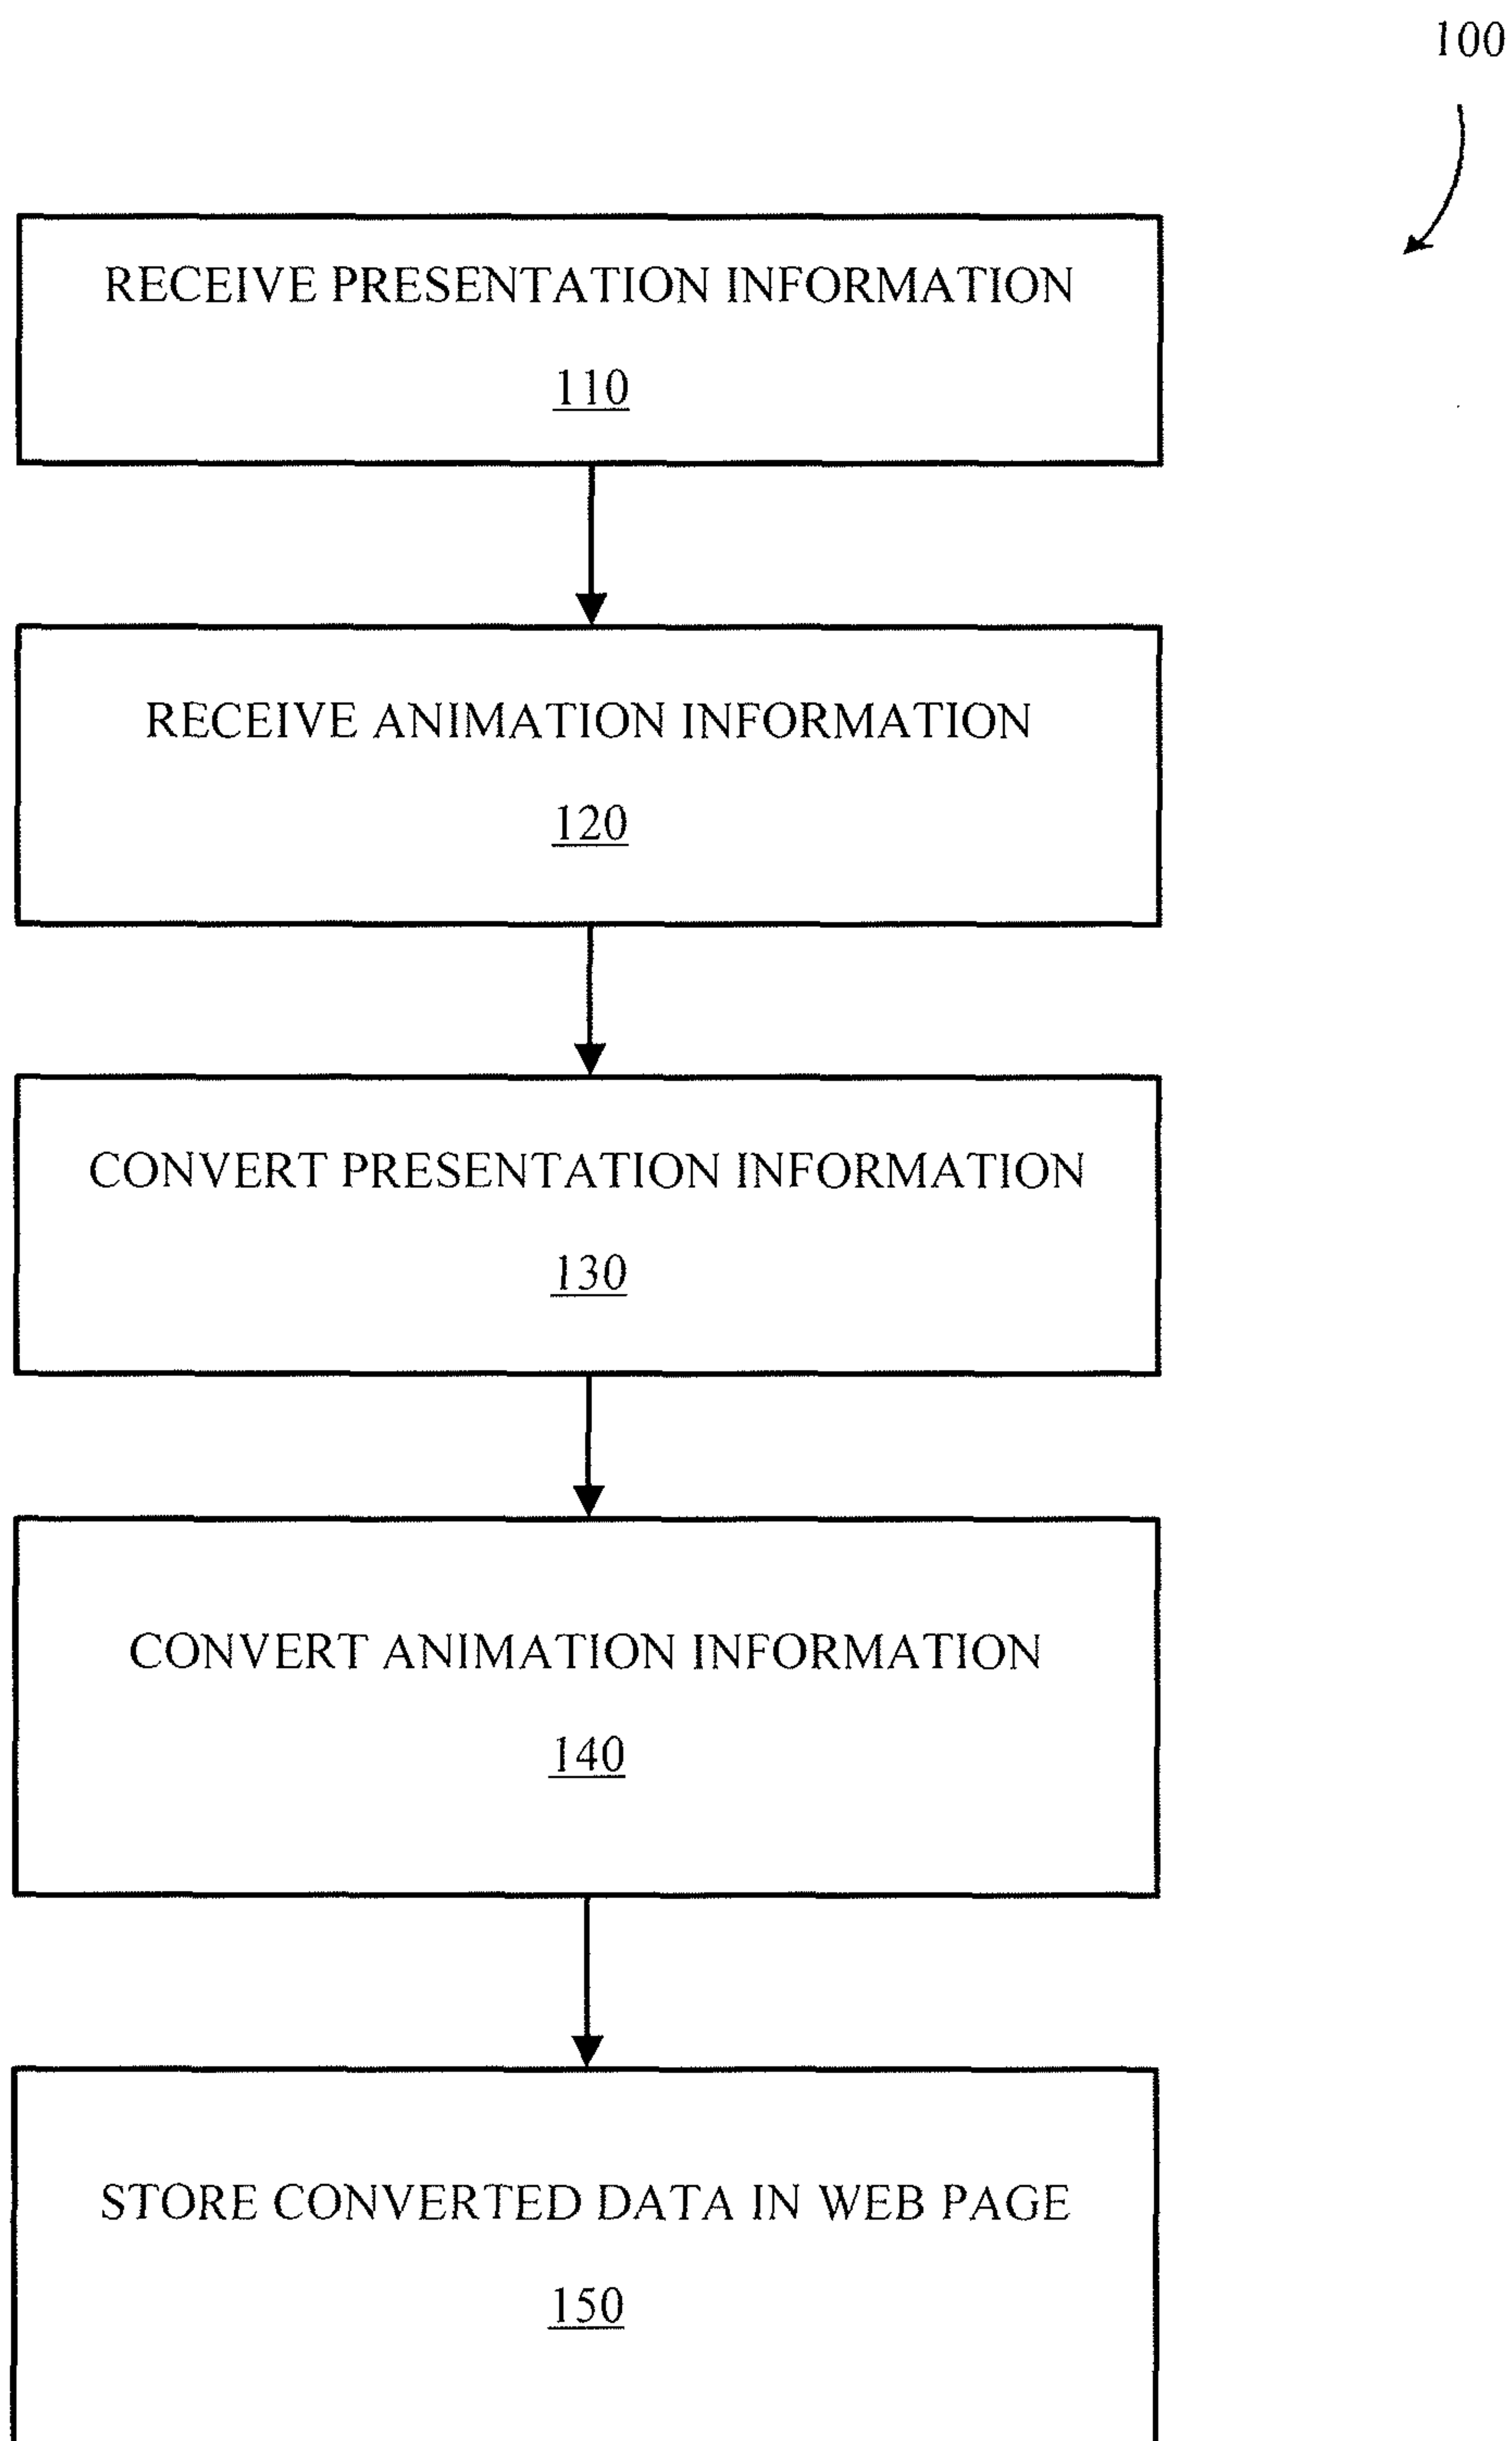 100
RECEIVE PRESENTATION INFORMATION
110
RECEIVE ANIMATION INFORMATION
120
CONVERT PRESENTATION INFORMATION
130
CONVERT ANIMATION INFORMATION
140
STORE CONVERTED DATA IN WEB PAGE
150